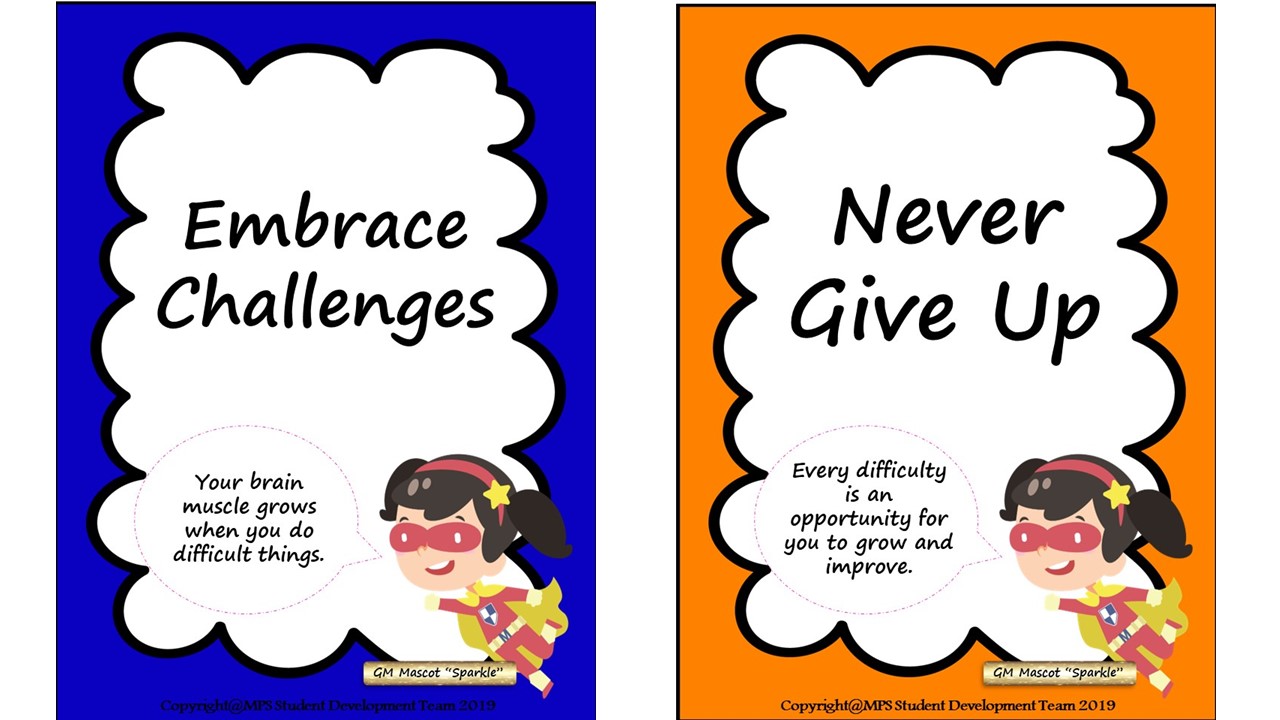 Embrace
Challenges
Your brain
muscle grows
when you do
difficult things.
M
GM Mascot “Sparkle”
Copyright@MPS Student Development Team 2019
Never
Give Up
Every difficulty
is an
opportunity for
you to grow and
improve.
M
GM Mascot “Sparkle”
Copyright@MPS Student Development Team 2019